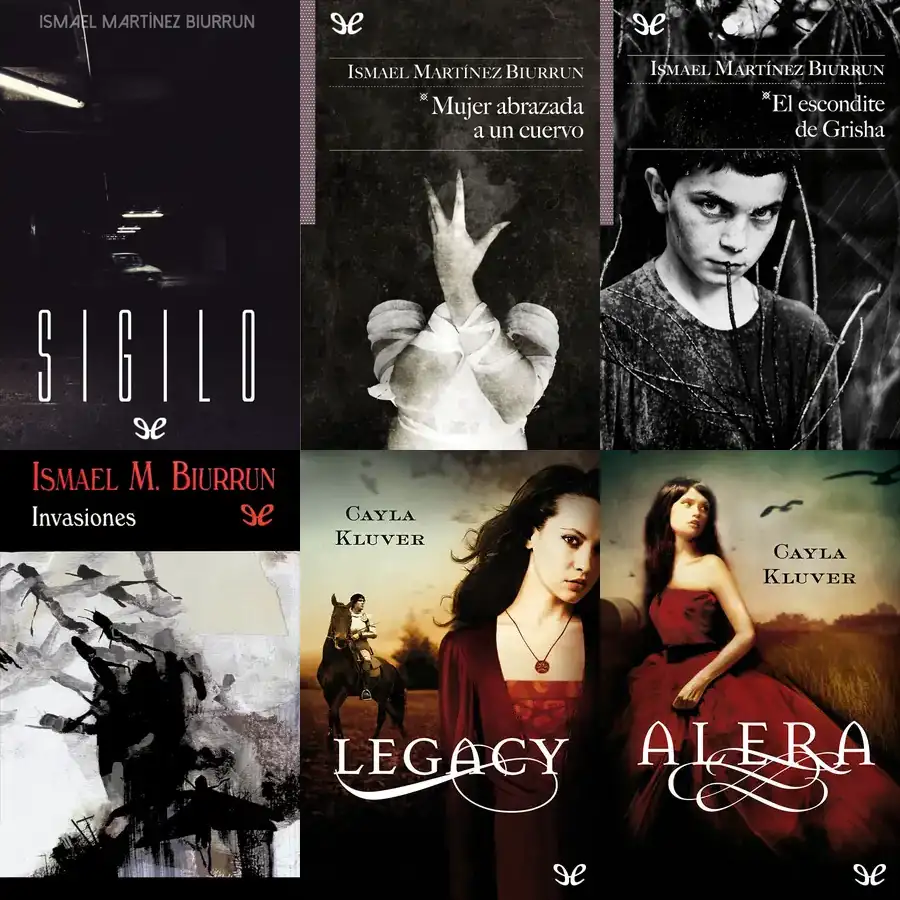 ISMAEL MARTÍNEZ BIURRUN
SIGILO
ISMAEL MARTÍNEZ BIURRUN
Mujer abrazada
a un cuervo
ISMAEL MARTÍNEZ BIURRUN
El escondite
de Grisha
ISMAEL M. BIURRUN
Invasiones
CAYLA
KLUVER
LEGACY
CAYLA
KLUVER
ALERA